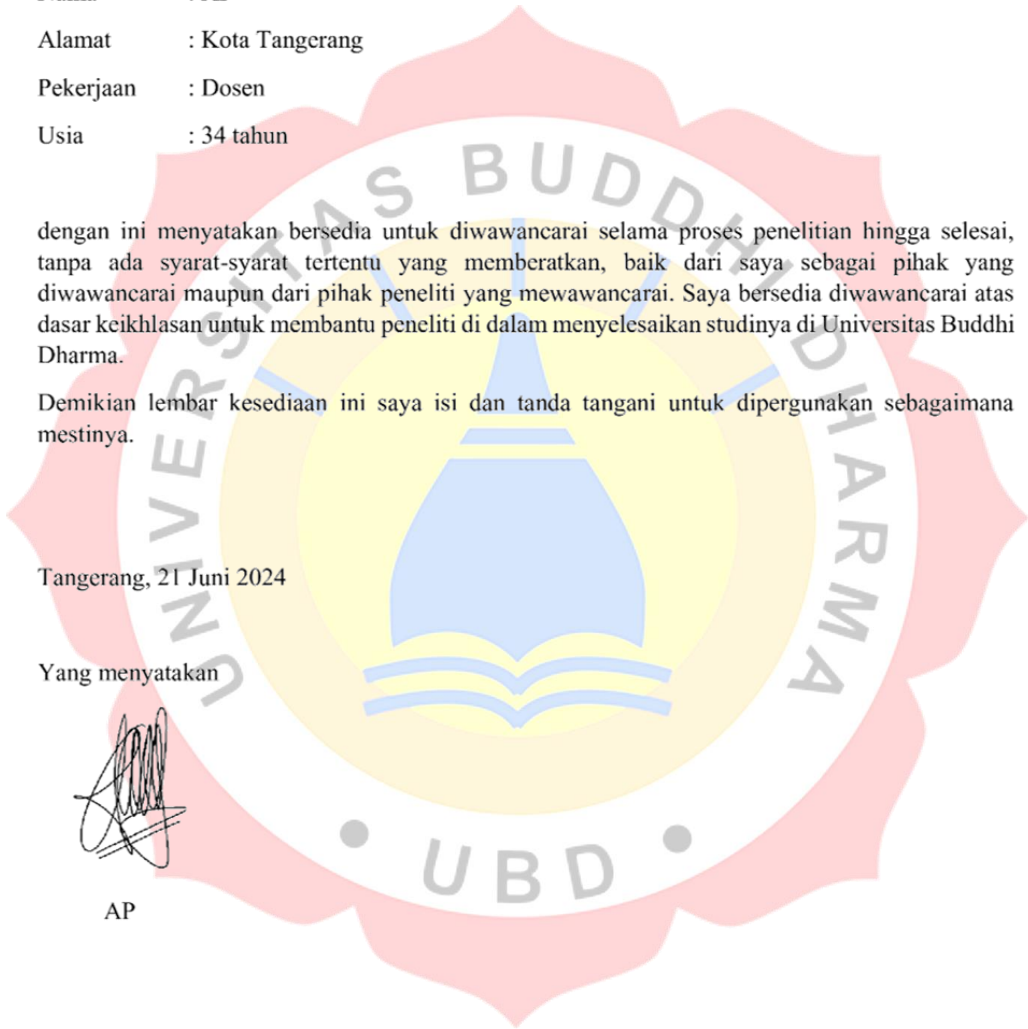 Alamat : Kota Tangerang
Pekerjaan : Dosen
Usia : 34 tahun
UNIVERSITAS BUDDHI DHARMA
dengan ini menyatakan bersedia untuk diwawancarai selama proses penelitian hingga selesai,
tanpa ada syarat-syarat tertentu yang memberatkan, baik dari saya sebagai pihak yang
diwawancarai maupun dari pihak peneliti yang mewawancarai. Saya bersedia diwawancarai atas
dasar keikhlasan untuk membantu peneliti di dalam menyelesaikan studinya di Universitas Buddhi
Dharma.
Demikian lembar kesediaan ini saya isi dan tanda tangani untuk dipergunakan sebagaimana
mestinya.
Tangerang, 21 Juni 2024
Yang menyatakan
UBD
AP